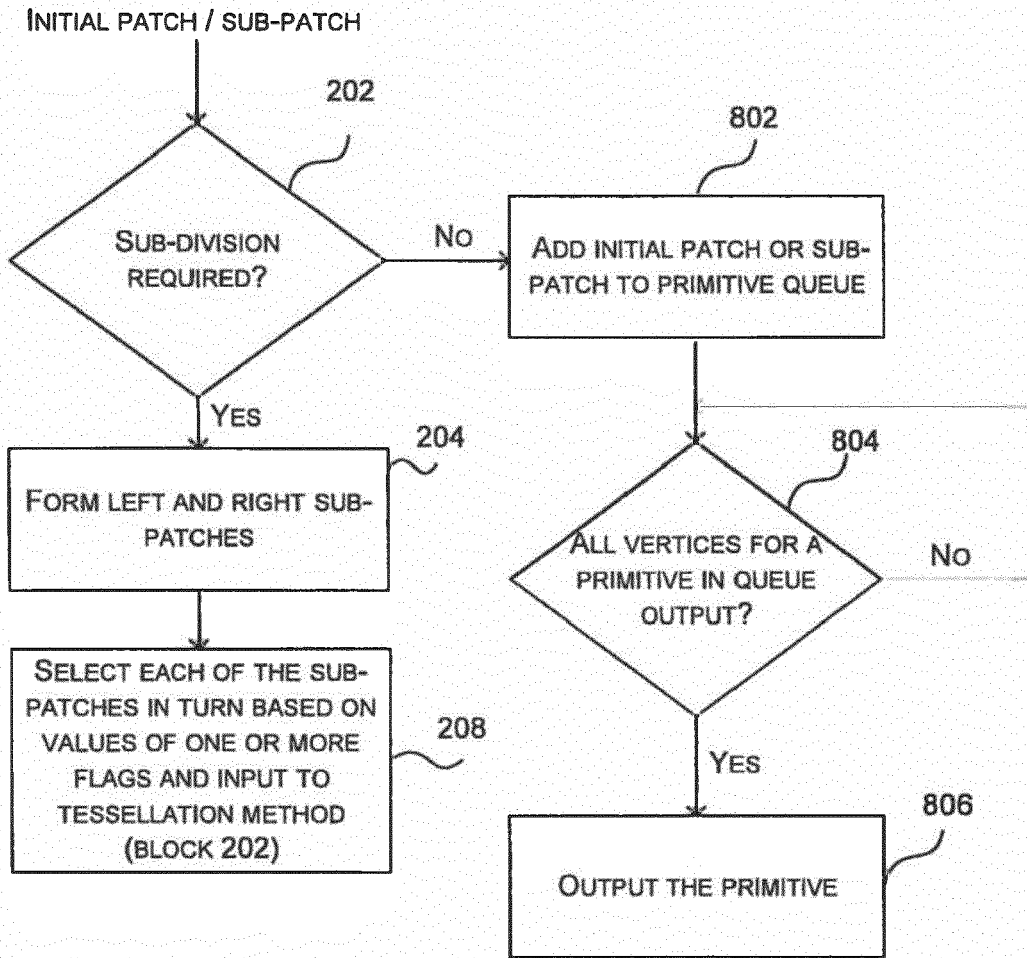 INITIAL PATCH / SUB-PATCH
202
SUB-DIVISION
REQUIRED?
NO
YES
204
FORM LEFT AND RIGHT SUB-
PATCHES
SELECT EACH OF THE SUB-
PATCHES IN TURN BASED ON
VALUES OF ONE OR MORE
FLAGS AND INPUT TO
TESSELLATION METHOD
(BLOCK 202)
208
802
ADD INITIAL PATCH OR SUB-
PATCH TO PRIMITIVE QUEUE
804
ALL VERTICES FOR A
PRIMITIVE IN QUEUE
OUTPUT?
NO
YES
806
OUTPUT THE PRIMITIVE